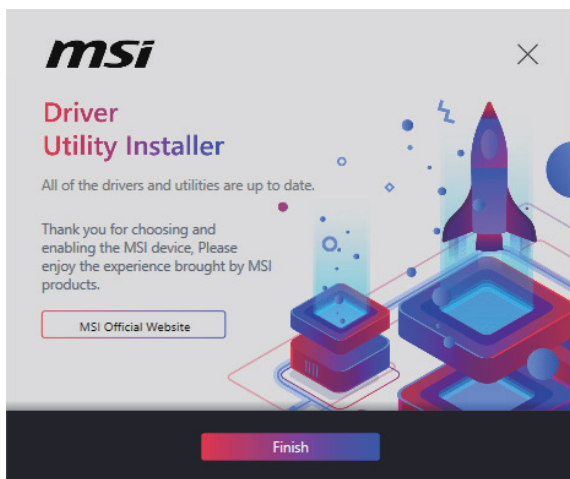 msi
Driver
Utility Installer
All of the drivers and utilities are up to date.
Thank you for choosing and
enabling the MSI device, Please
enjoy the experience brought by MSI
products.
MSI Official Website
Finish